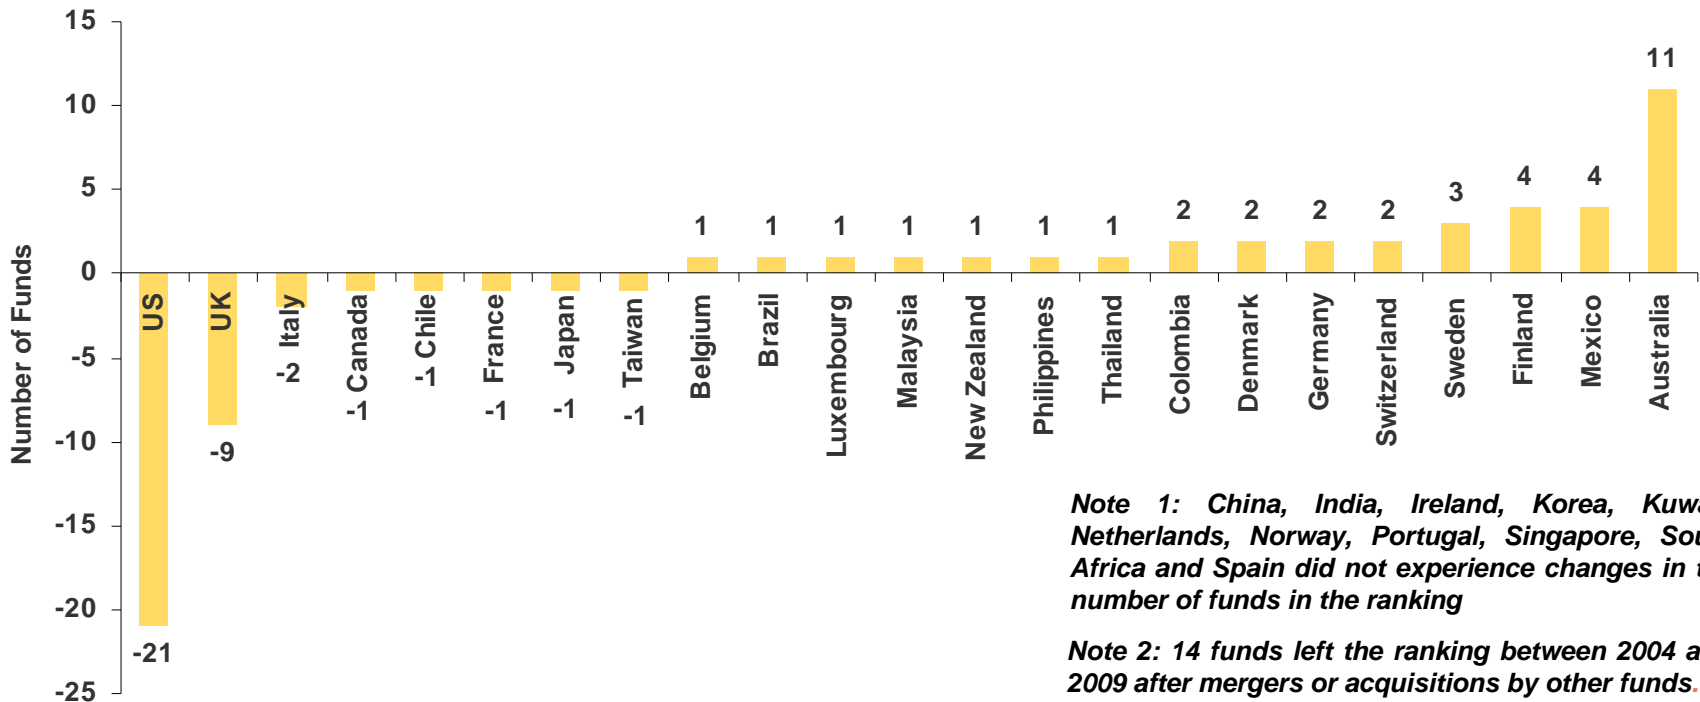 15
11
10
5
4
4
3
2
2
2
2
1
1
1
1
1
1
1
0
Number of Funds
US
UK
Italy
Canada
Chile
France
Japan
Taiwan
Belgium
Brazil
Luxembourg
Malaysia
New Zealand
Philippines
Thailand
Colombia
Denmark
Germany
Switzerland
Sweden
Finland
Mexico
Australia
-5
-2
-1
-1
-1
-1
-1
-10
-9
-15
-20
-21
-25
Note 1: China, India, Ireland, Korea,
Netherlands, Norway, Portugal, Singapore,
Africa and Spain did not experience changes in
number of funds in the ranking
Note 2: 14 funds left the ranking between 2004
2009 after mergers or acquisitions by other funds.